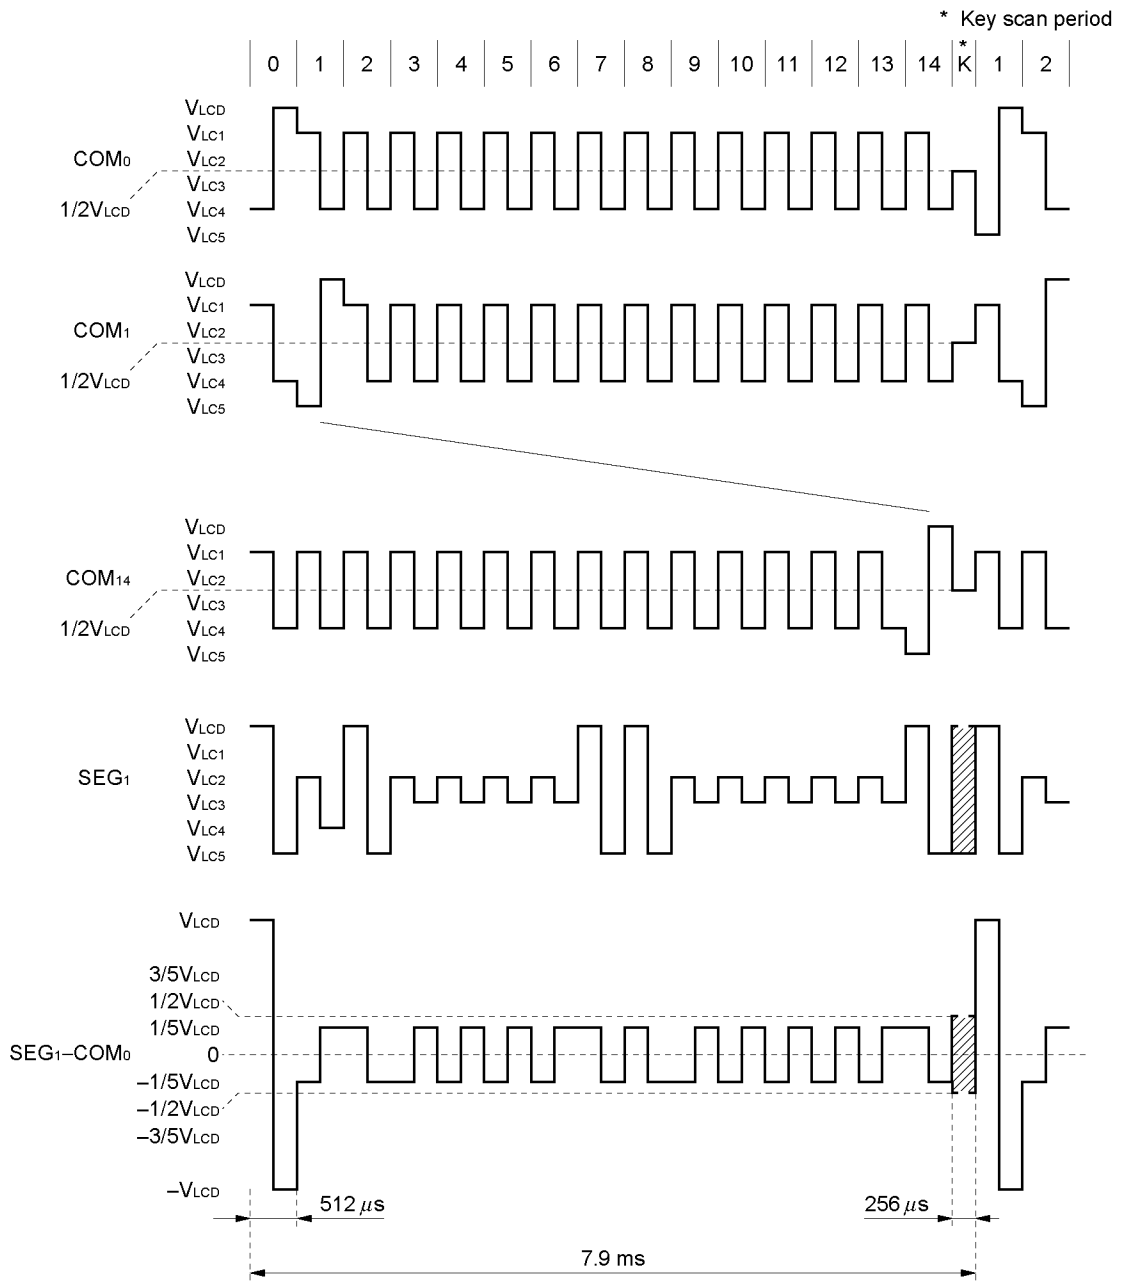 * Key scan period
*
0 1 2 3 4 5 6 7 8 9 10 11 12 13 14 K 1 2
VLCD
VLC1
COM0
VLC2
VLC3
1/2VLCD
VLC4
VLC5
VLCD
VLC1
COM1
VLC2
VLC3
1/2VLCD
VLC4
VLC5
VLCD
VLC1
COM14
VLC2
VLC3
1/2VLCD
VLC4
VLC5
VLCD
VLC1
SEG1
VLC2
VLC3
VLC4
VLC5
VLCD
3/5VLCD
1/2VLCD
1/5VLCD
SEG1–COM0
0
–1/5VLCD
–1/2VLCD
–3/5VLCD
–VLCD
512 µs
256 µs
7.9 ms